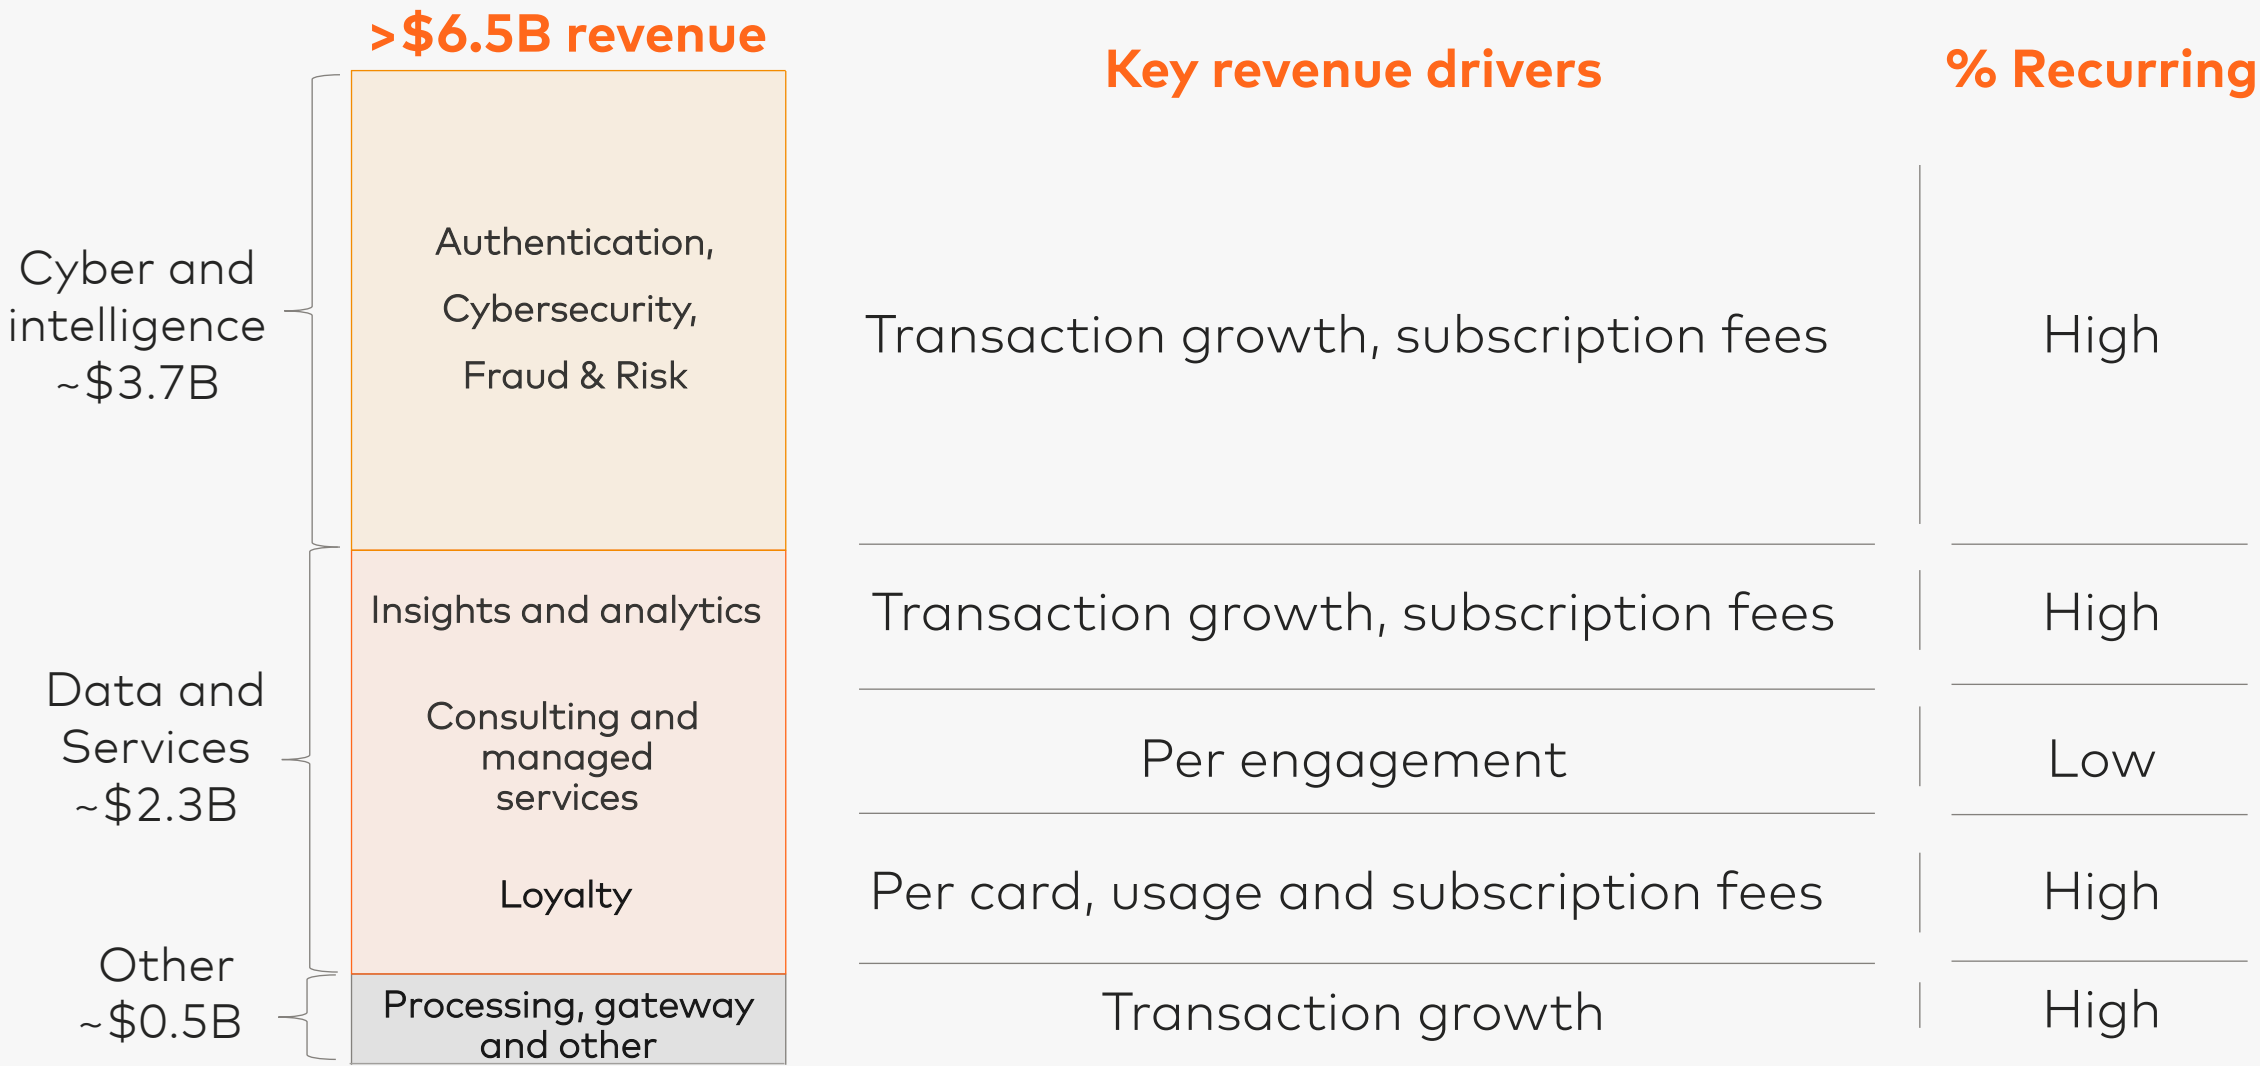 >$6.5B revenue
Key revenue drivers
% Recurring
Cyber and
intelligence
~$3.7B
Authentication,
Cybersecurity,
Fraud & Risk
Transaction growth, subscription fees
High
Data and
Services
~$2.3B
Insights and analytics
Transaction growth, subscription fees
High
Consulting and
managed
services
Per engagement
Low
Loyalty
Per card, usage and subscription fees
High
Other
~$0.5B
Processing, gateway
and other
Transaction growth
High